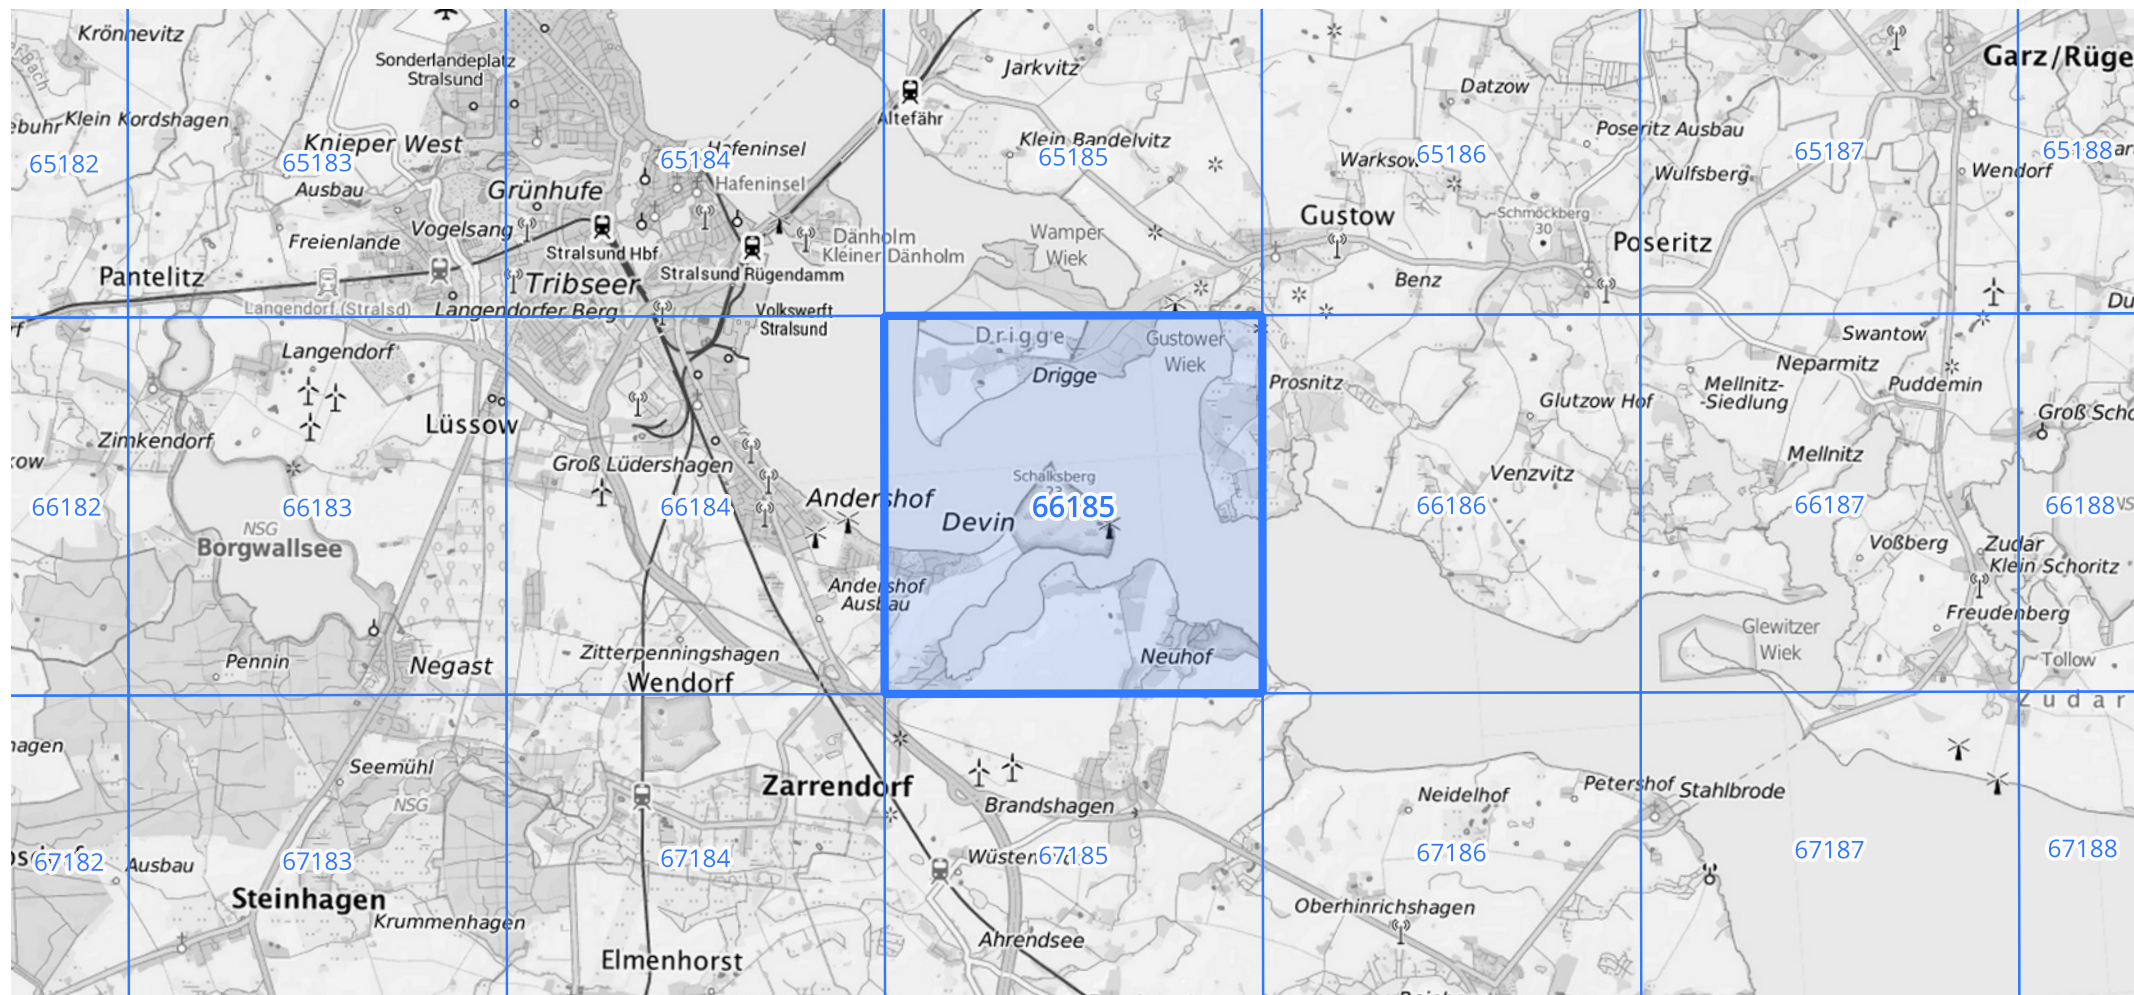 Krönnevitz
Sonderlandeplatz
Stralsund
Klein Kordshagen
Knieper West
65182
65183
Ausbau
Grünhufe
Vogelsang
Freienlande
Pantelitz
Langendorf (Stralsd)
Langendorfer Berg
Stralsund Hbf
Tribseer
65184
Hafeninsel
Hafeninsel
Stralsund Rügendamm
Dänholm
Kleiner Dänholm
Volkswerft
Stralsund
Altefähr
Jarkvitz
Klein Bandelvitz
65185
Wamper
Wiek
Datzow
Warksow
65186
Gustow
Schmöckberg
30
Benz
Poseritz Ausbau
Wulfsberg
Poseritz
65187
Garz/Rüge
65188
Wendorf
Du
Langendorf
Lüssow
Zimkendorf
66182
66183
NSG
Borgwallsee
Pennin
Negast
Groß Lüdershagen
66184
Andershof
Andershof
Ausbau
Zitterpenningshagen
Wendorf
Drigge
Drigge
Gustower
Wiek
Schalksberg
66185
Devin
Neuhof
Prosnitz
Glutzow Hof
Venzvitz
66186
Swantow
Neparmitz
Mellnitz-
-Siedlung
Puddemin
Mellnitz
66187
Groß Scho
66188
Voßberg
Zudar
Klein Schoritz
Freudenberg
Glewitzer
Wiek
Tollow
Zudar
Seemühl
NSG
67182
Ausbau
67183
Steinhagen
Krummenhagen
67184
Zarrendorf
Elmenhorst
Brandshagen
67185
Ahrendsee
Neidelhof
67186
Oberhinrichshagen
Petershof
Stahlbrode
67187
67188